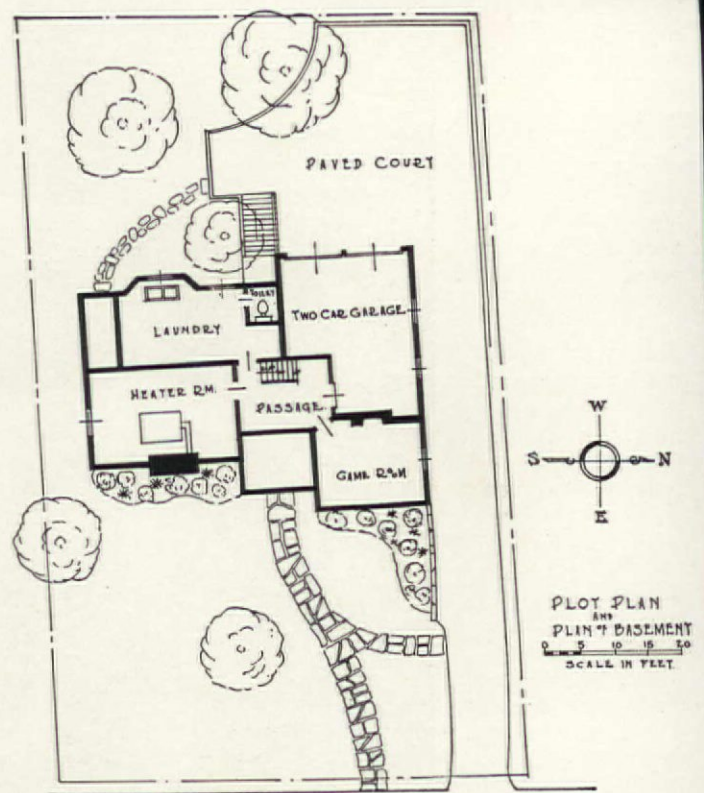 PAVED COURT
TOILET
TWO CAR GARAGE
LAUNDRY
HEATER RM.
PASSAGE
GAME ROOM
W
S N
E
PLOT PLAN
AND
PLAN OF BASEMENT
0 5 10 15 20
SCALE IN FEET